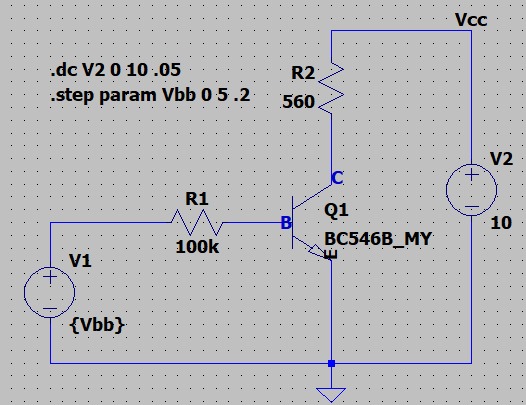 Vcc
.dc V2 0 10 .05
.step param Vbb 0 5 .2
R2
560
V2
10
C
R1
100k
B
Q1
BC546B_MY
E
V1
{Vbb}